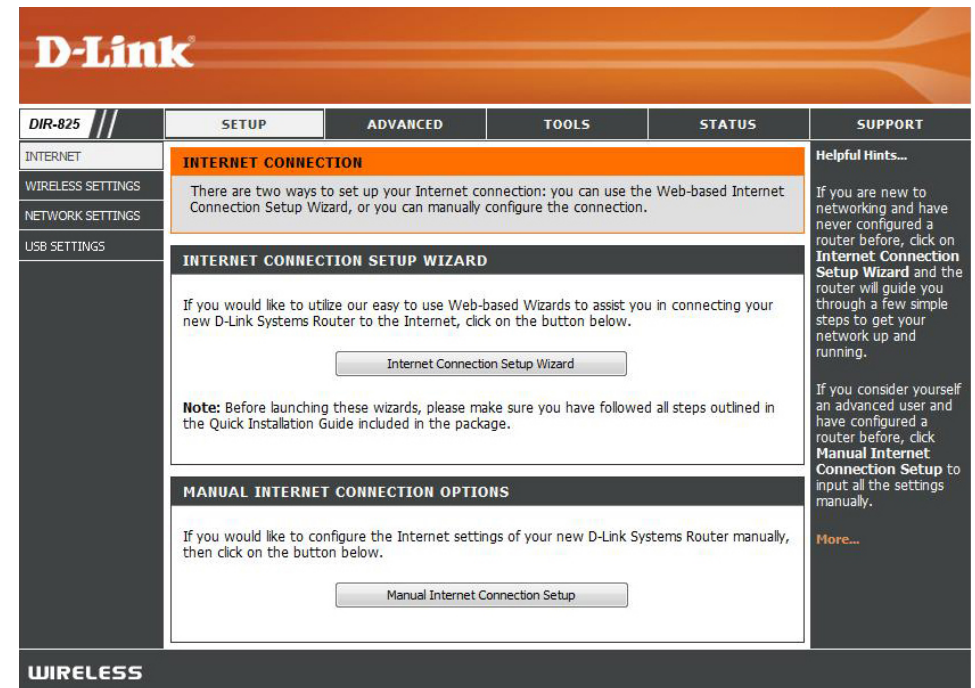 D-Link
DIR-825
SETUP
ADVANCED
TOOLS
STATUS
SUPPORT
INTERNET
WIRELESS SETTINGS
NETWORK SETTINGS
USB SETTINGS
INTERNET CONNECTION
There are two ways to set up your Internet connection: you can use the Web-based Internet
Connection Setup Wizard, or you can manually configure the connection.
INTERNET CONNECTION SETUP WIZARD
If you would like to utilize our easy to use Web-based Wizards to assist you in connecting your
new D-Link Systems Router to the Internet, click on the button below.
Internet Connection Setup Wizard
Note: Before launching these wizards, please make sure you have followed all steps outlined in
the Quick Installation Guide included in the package.
MANUAL INTERNET CONNECTION OPTIONS
If you would like to configure the Internet settings of your new D-Link Systems Router manually,
then click on the button below.
Manual Internet Connection Setup
Helpful Hints...
If you are new to
networking and have
never configured a
router before, click on
Internet Connection
Setup Wizard and the
router will guide you
through a few simple
steps to get your
network up and
running.
If you consider yourself
an advanced user and
have configured a
router before, click
Manual Internet
Connection Setup to
input all the settings
manually.
More...
WIRELESS